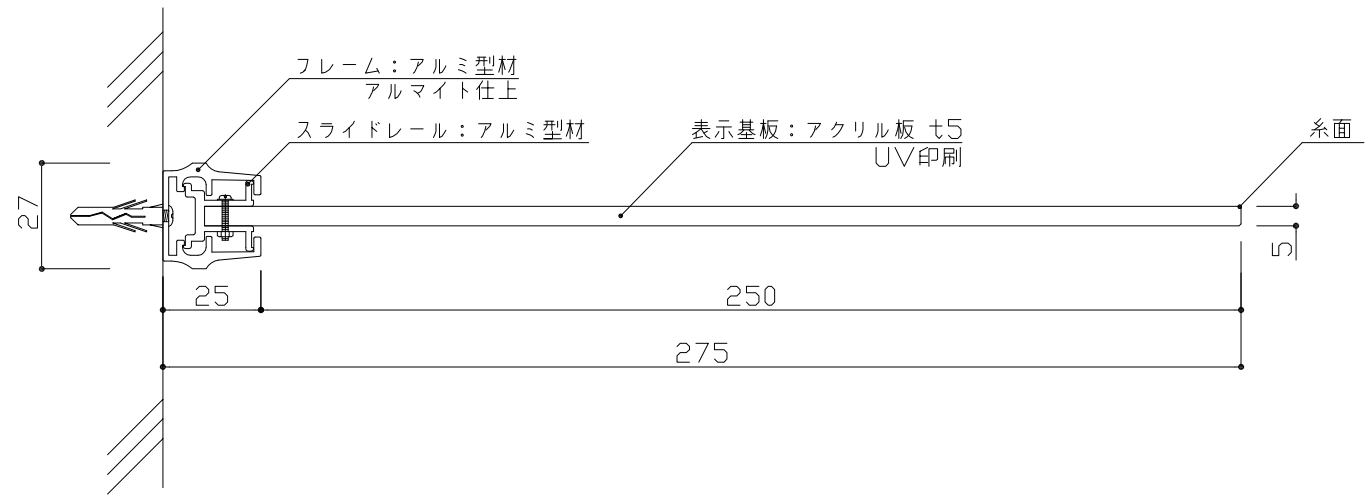 フレーム：アルミ型材
アルマイト仕上
スライドレール：アルミ型材
表示基板：アクリル板 t5
UV印刷
糸面
27
5
25
250
275